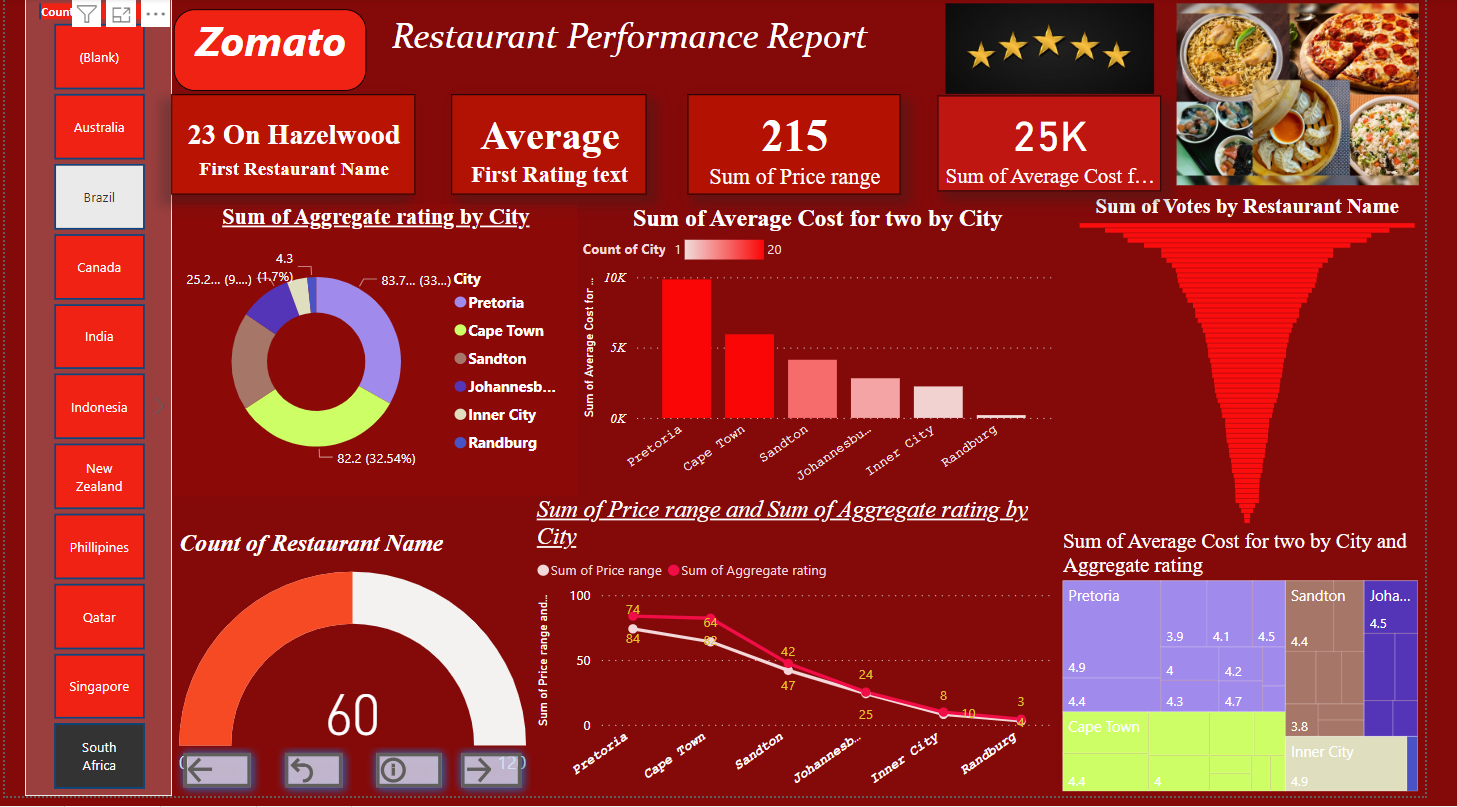 Count
(Blank)
Australia
Brazil
Canada
India
Indonesia
New
Zealand
Phillipines
Qatar
Singapore
South
Africa
Zomato
Restaurant Performance Report
23 On Hazelwood
First Restaurant Name
Average
First Rating text
215
Sum of Price range
25K
Sum of Average Cost f...
Sum of Aggregate rating by City
4.3
(1.7%)
25.2... (9....)
83.7... (33...)
82.2 (32.54%)
City
Pretoria
Cape Town
Sandton
Johannesb...
Inner City
Randburg
Sum of Average Cost for two by City
Count of City 1 20
Sum of Average Cost for ...
10K
5K
0K
Pretoria
Cape Town
Sandton
Johannesbu...
Inner City
Randburg
Sum of Votes by Restaurant Name
Count of Restaurant Name
60
120
Sum of Price range and Sum of Aggregate rating by
City
Sum of Price range Sum of Aggregate rating
Sum of Price range and...
100
50
0
74
84
64
82
42
47
24
25
8
10
3
4
Pretoria
Cape Town
Sandton
Johannesb...
Inner City
Randburg
Sum of Average Cost for two by City and
Aggregate rating
Pretoria
4.9
4.4
3.9
4.1
4.5
4
4.2
4.3
4.7
Cape Town
4.4
4
Sandton
4.4
3.8
Joha...
4.5
Inner City
4.9